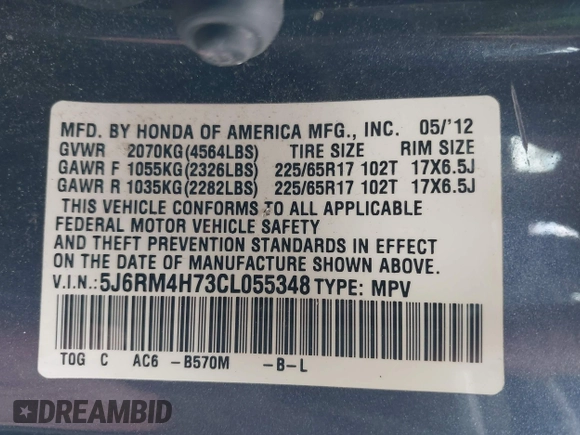 MFD. BY HONDA OF AMERICA MFG., INC. 05/'12
GVWR 2070KG(4564LBS) TIRE SIZE RIM SIZE
GAWR F 1055KG(2326LBS) 225/65R17 102T 17X6.5J
GAWR R 1035KG(2282LBS) 225/65R17 102T 17X6.5J
THIS VEHICLE CONFORMS TO ALL APPLICABLE
FEDERAL MOTOR VEHICLE SAFETY
AND THEFT PREVENTION STANDARDS IN EFFECT
ON THE DATE OF MANUFACTURE SHOWN ABOVE.
V.I.N.:5J6RM4H73CL055348 TYPE: MPV
TOG C AC6 -B570M -B-L
DREAMBID